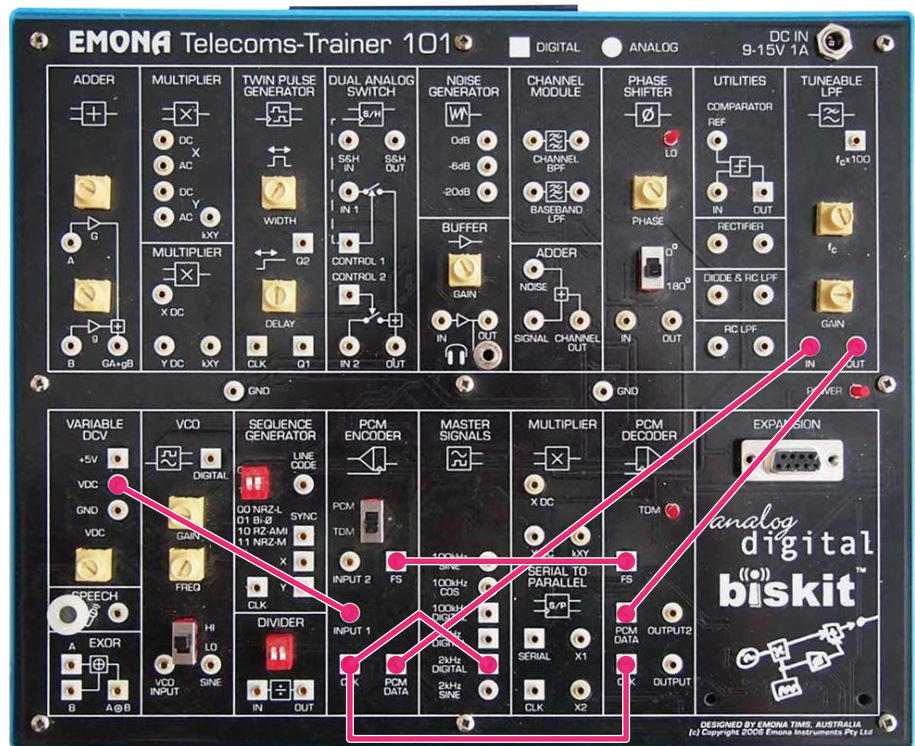 EMONA Telecoms-Trainer 101
DIGITAL
ANALOG
DC IN
9-15V 1A
ADDER
G
A
g
B
GA+gB
MULTIPLIER
DC
X
AC
DC
Y
AC
kXY
MULTIPLIER
X DC
Y DC
kXY
TWIN PULSE
GENERATOR
WIDTH
Q2
DELAY
CLK
Q1
DUAL ANALOG
SWITCH
S/H
S&H
IN
S&H
OUT
IN 1
CONTROL 1
CONTROL 2
IN 2
OUT
NOISE
GENERATOR
0dB
-6dB
-20dB
BUFFER
GAIN
IN
OUT
CHANNEL
MODULE
CHANNEL
BPF
BASEBAND
LPF
ADDER
NOISE
SIGNAL
CHANNEL
OUT
PHASE
SHIFTER
Ø
LO
PHASE
0°
180°
IN
OUT
UTILITIES
COMPARATOR
REF
IN
OUT
RECTIFIER
DIODE & RC LPF
RC LPF
TUNEABLE
LPF
fcx100
fc
GAIN
IN
OUT
GND
GND
POWER
VARIABLE
DCV
+5V
VDC
GND
VDC
SPEECH
EXOR
A
B
A⊕B
VCO
DIGITAL
GAIN
FREQ
HI
LO
VCO
INPUT
SINE
SEQUENCE
GENERATOR
LINE
CODE
00 NRZ-L
01 Bi-Ø
10 RZ-AMI
11 NRZ-M
SYNC
X
Y
CLK
DIVIDER
IN
OUT
PCM
ENCODER
PCM
TDM
INPUT 2
FS
INPUT 1
CLK
PCM
DATA
MASTER
SIGNALS
100kHz
SINE
100kHz
COS
100kHz
DIGITAL
DIGITAL
2kHz
DIGITAL
2kHz
SINE
MULTIPLIER
X DC
Y DC
kXY
SERIAL TO
PARALLEL
S/P
SERIAL
X1
CLK
X2
PCM
DECODER
TDM
FS
PCM
DATA
OUTPUT2
CLK
OUTPUT
EXPANSION
analog
digital
biskit™
DESIGNED BY EMONA TIMS, AUSTRALIA
(c) Copyright 2006 Emona Instruments Pty Ltd